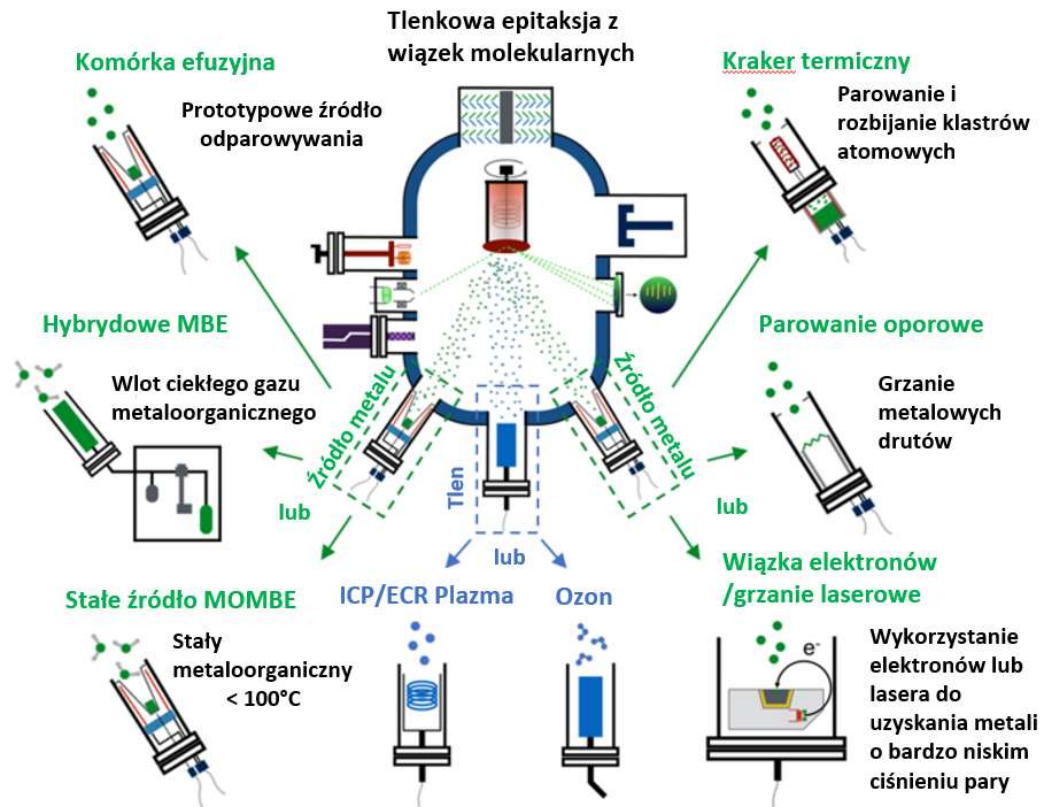 Tlenkowa epitaksja z
wiązek molekularnych
Komórka efuzyjna
Prototypowe źródło
odparowywania
Kraker termiczny
Parowanie i
rozbijanie klastrów
atomowych
Hybrydowe MBE
Wlot ciekłego gazu
metaloorganicznego
Parowanie oporowe
Grzanie
metalowych
drutów
Źródło metalu
Tlen
Źródło metalu
lub
lub
lub
Stałe źródło MOMBE
Stały
metaloorganiczny
< 100°C
ICP/ECR Plazma
Ozon
Wiązka elektronów
/grzanie laserowe
e-
Wykorzystanie
elektronów lub
lasera do
uzyskania metali
o bardzo niskim
ciśnieniu pary